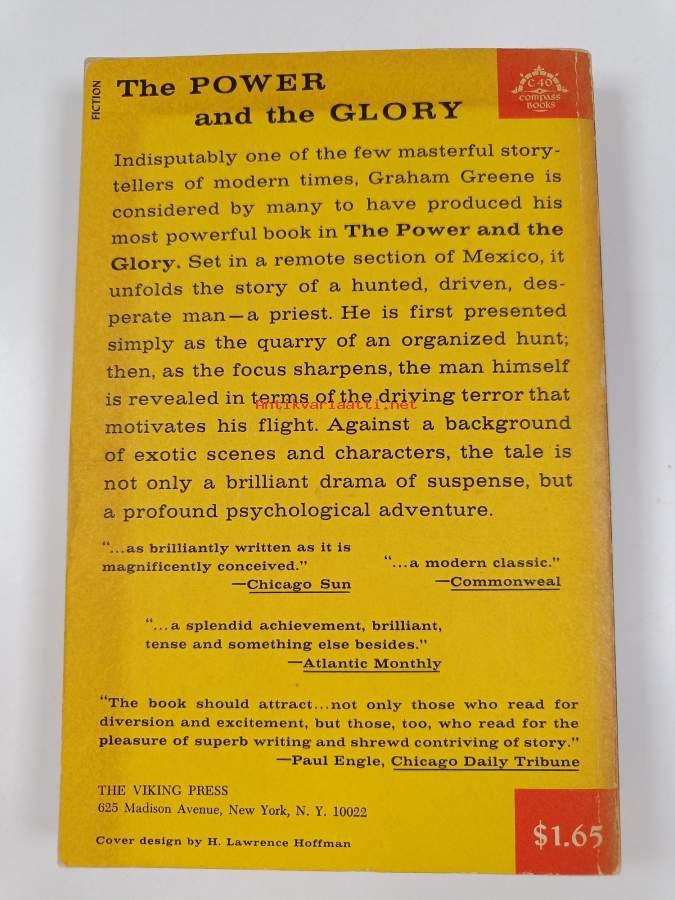 FICTION
The POWER
and the GLORY
C 40
COMPASS
BOOKS
Indisputably one of the few masterful story-
tellers of modern times, Graham Greene is
considered by many to have produced his
most powerful book in The Power and the
Glory. Set in a remote section of Mexico, it
unfolds the story of a hunted, driven, des-
perate man—a priest. He is first presented
simply as the quarry of an organized hunt;
then, as the focus sharpens, the man himself
is revealed in terms of the driving terror that
Antikvariaatti.net
motivates his flight. Against a background
of exotic scenes and characters, the tale is
not only a brilliant drama of suspense, but
a profound psychological adventure.
"...as brilliantly written as it is
magnificently conceived."
—Chicago Sun
"...a modern classic."
—Commonweal
"...a splendid achievement, brilliant,
tense and something else besides."
—Atlantic Monthly
"The book should attract...not only those who read for
diversion and excitement, but those, too, who read for the
pleasure of superb writing and shrewd contriving of story."
—Paul Engle, Chicago Daily Tribune
THE VIKING PRESS
625 Madison Avenue, New York, N. Y. 10022
Cover design by H. Lawrence Hoffman
$1.65